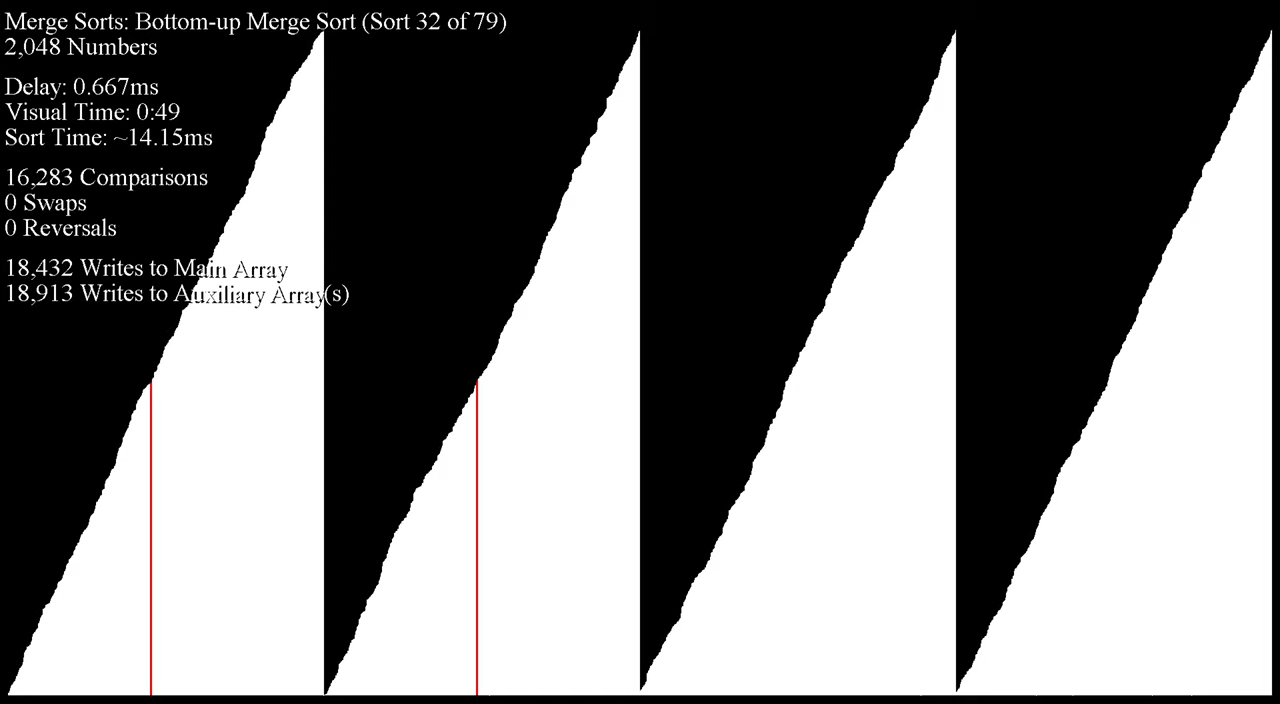 Merge Sorts: Bottom-up Merge Sort (Sort 32 of 79)
2,048 Numbers
Delay: 0.667ms
Visual Time: 0:49
Sort Time: ~14.15ms
16,283 Comparisons
0 Swaps
0 Reversals
18,432 Writes to Main Array
18,913 Writes to Auxiliary Array(s)